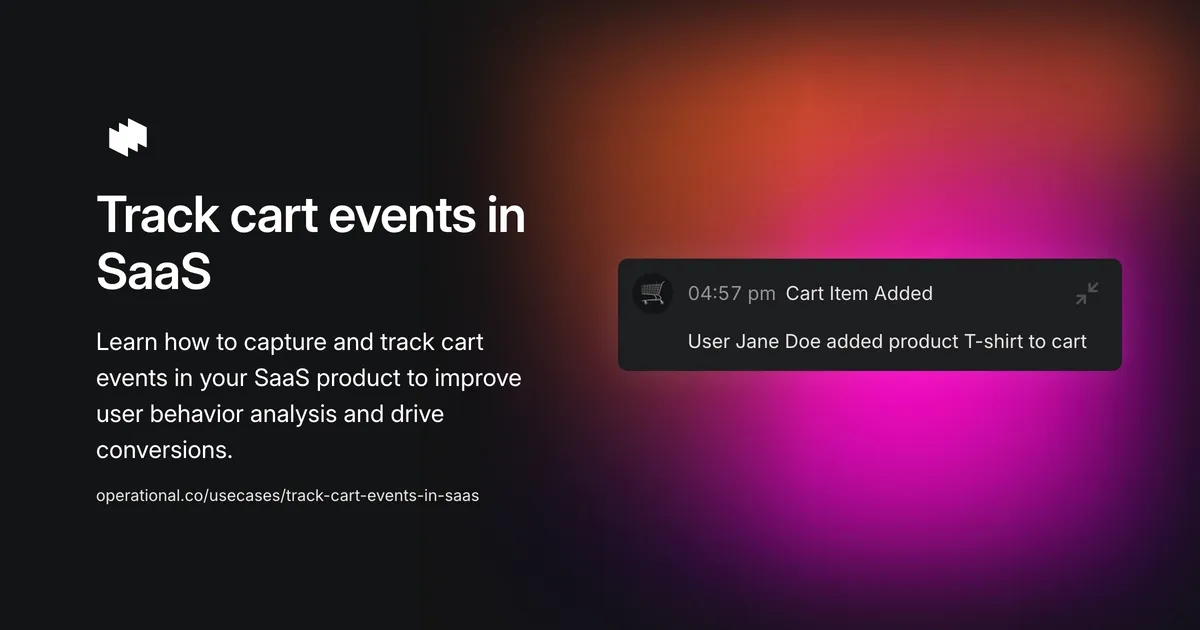 Track cart events in
SaaS
Learn how to capture and track cart
events in your SaaS product to improve
user behavior analysis and drive
conversions.
operational.co/usecases/track-cart-events-in-saas
04:57 pm Cart Item Added
User Jane Doe added product T-shirt to cart